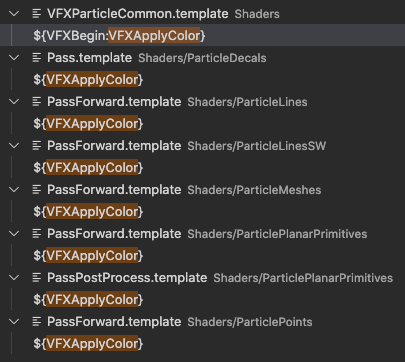 VFXParticleCommon.template Shaders
${VFXBegin:VFXApplyColor}
Pass.template Shaders/ParticleDecals
${VFXApplyColor}
PassForward.template Shaders/ParticleLines
${VFXApplyColor}
PassForward.template Shaders/ParticleLinesSW
${VFXApplyColor}
PassForward.template Shaders/ParticleMeshes
${VFXApplyColor}
PassForward.template Shaders/ParticlePlanarPrimitives
${VFXApplyColor}
PassPostProcess.template Shaders/ParticlePlanarPrimitives
${VFXApplyColor}
PassForward.template Shaders/ParticlePoints
${VFXApplyColor}